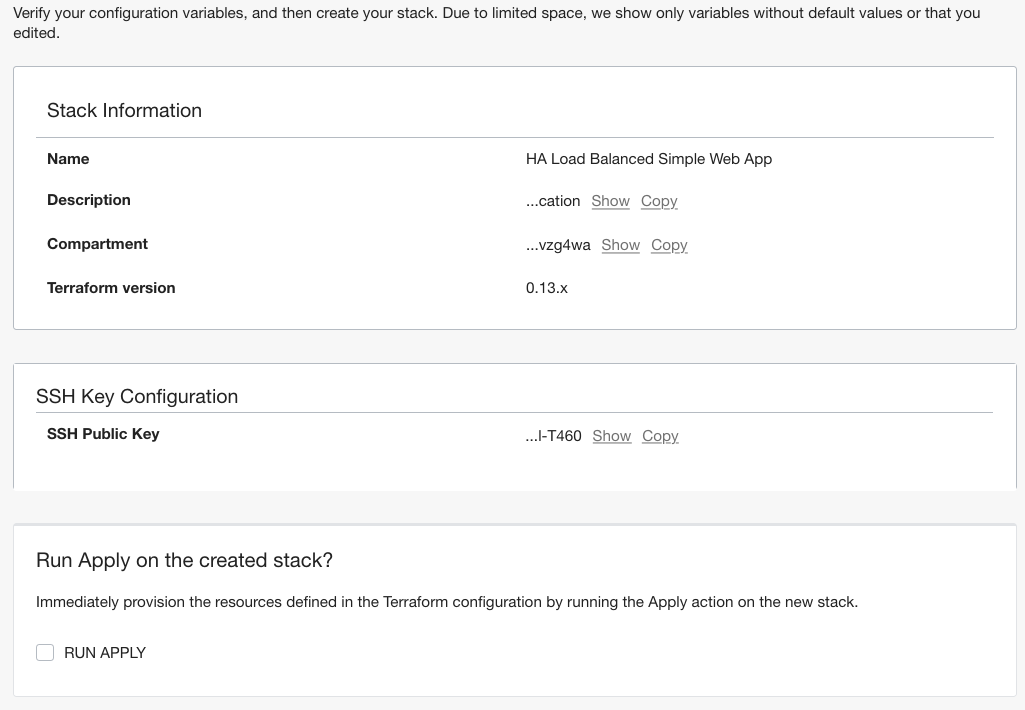 Verify your configuration variables, and then create your stack. Due to limited space, we show only variables without default values or that you
edited.
Stack Information
Name HA Load Balanced Simple Web App
Description ...cation Show Copy
Compartment ...vzg4wa Show Copy
Terraform version 0.13.x
SSH Key Configuration
SSH Public Key ...l-T460 Show Copy
Run Apply on the created stack?
Immediately provision the resources defined in the Terraform configuration by running the Apply action on the new stack.
RUN APPLY